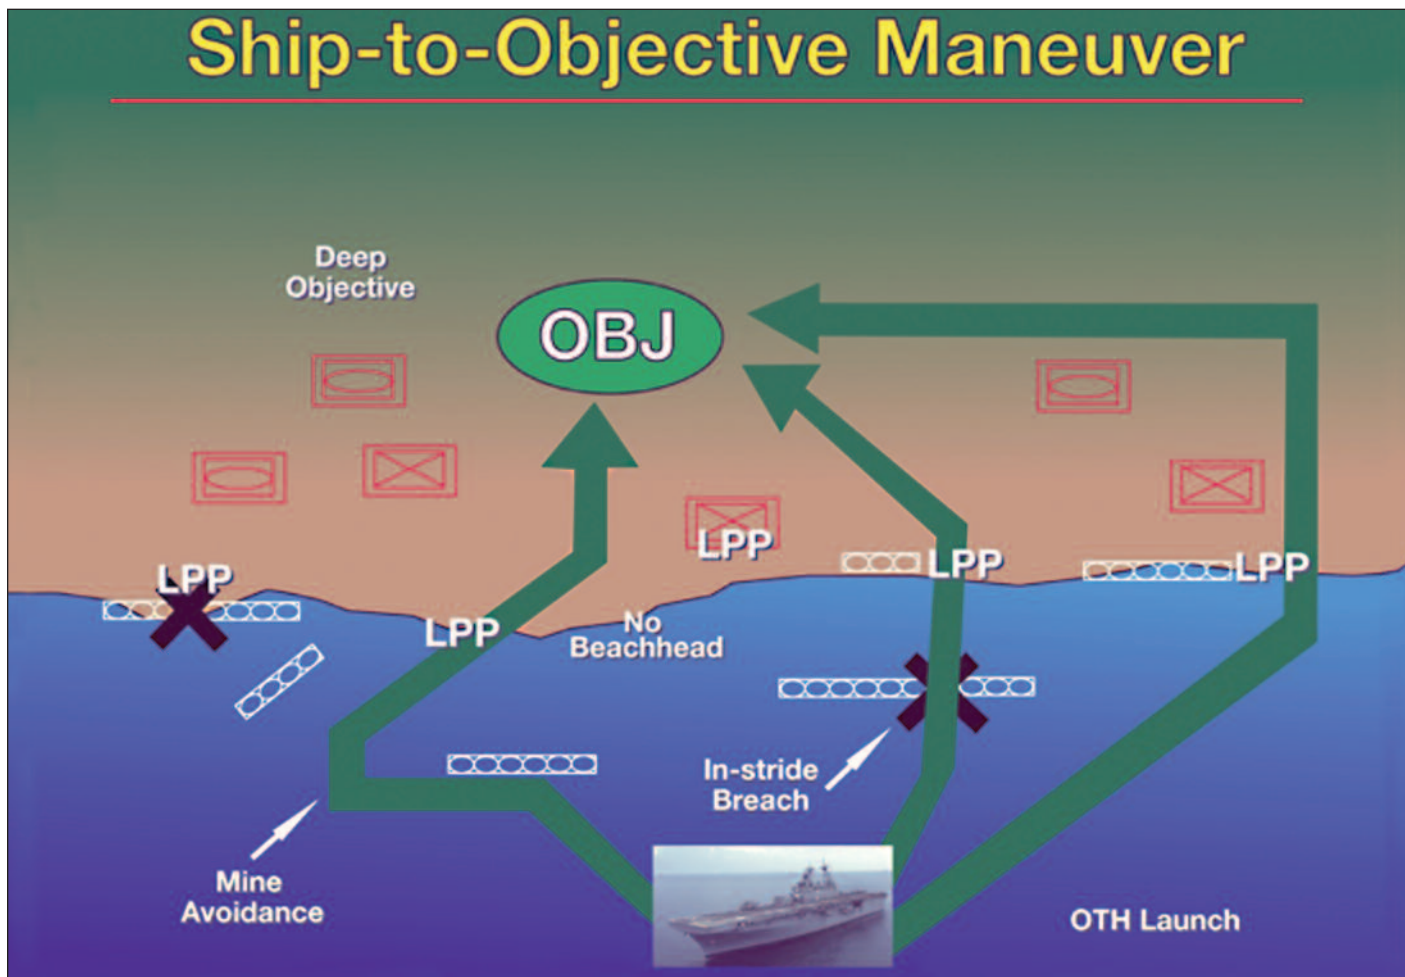 Ship-to-Objective Maneuver
Deep
Objective
OBJ
LPP
LPP
LPP
LPP
LPP
No
Beachhead
In-stride
Breach
Mine
Avoidance
OTH Launch